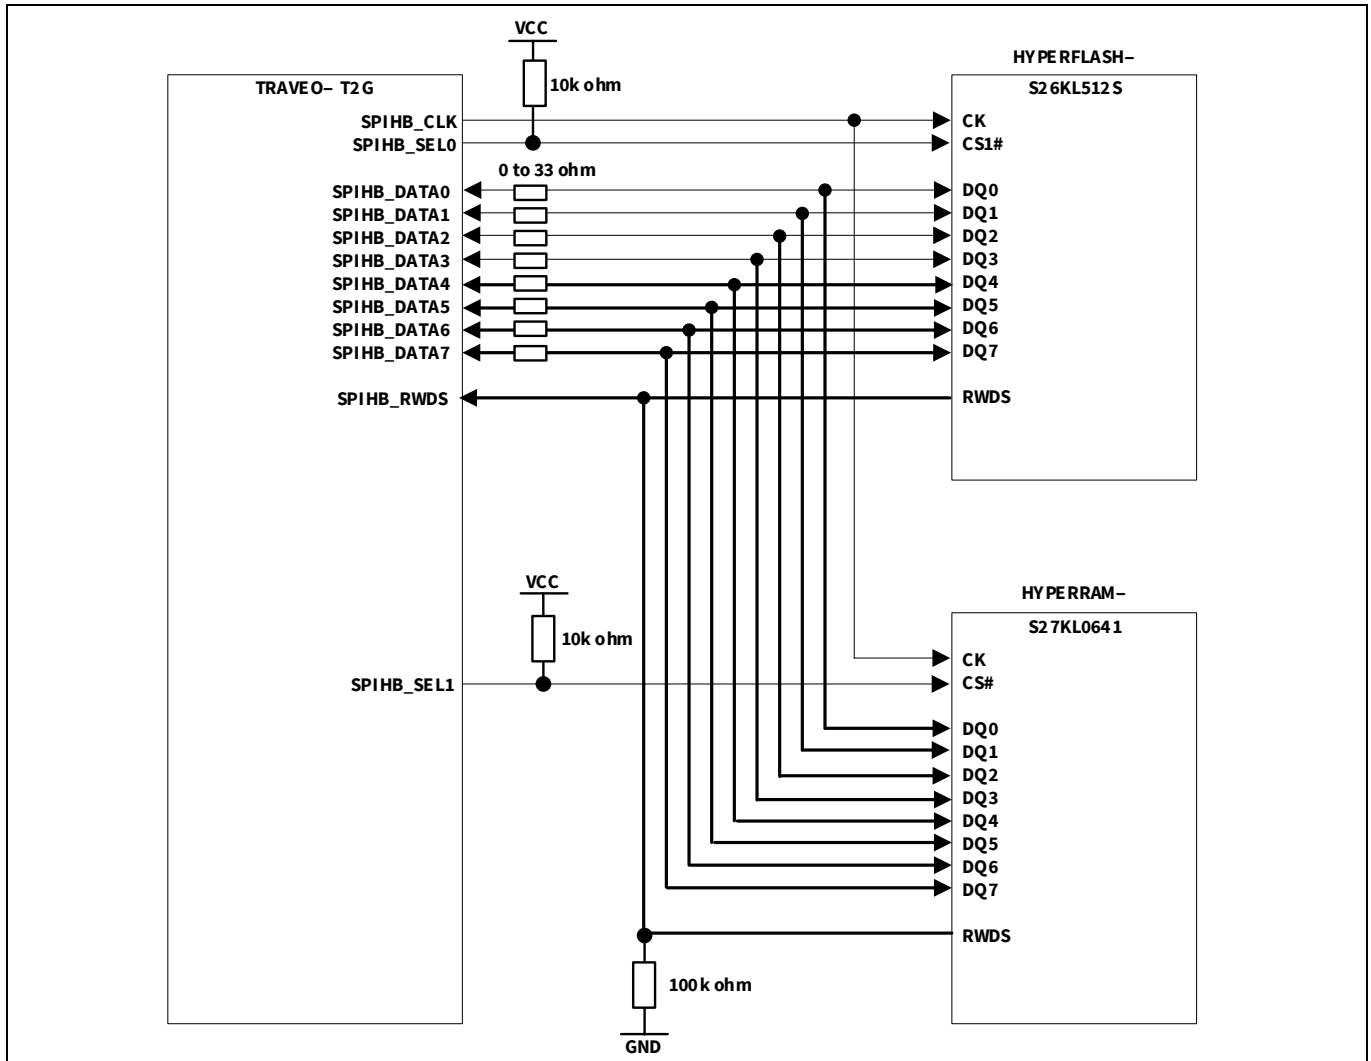 VCC
10k ohm
HYPERFLASH–
TRAVEO– T2G
S26KL512S
SPIHB_CLK
CK
SPIHB_SEL0
CS1#
0 to 33 ohm
SPIHB_DATA0
DQ0
SPIHB_DATA1
DQ1
SPIHB_DATA2
DQ2
SPIHB_DATA3
DQ3
SPIHB_DATA4
DQ4
SPIHB_DATA5
DQ5
SPIHB_DATA6
DQ6
SPIHB_DATA7
DQ7
SPIHB_RWDS
RWDS
VCC
10k ohm
HYPERRAM–
S27KL0641
CK
SPIHB_SEL1
CS#
DQ0
DQ1
DQ2
DQ3
DQ4
DQ5
DQ6
DQ7
RWDS
100k ohm
GND